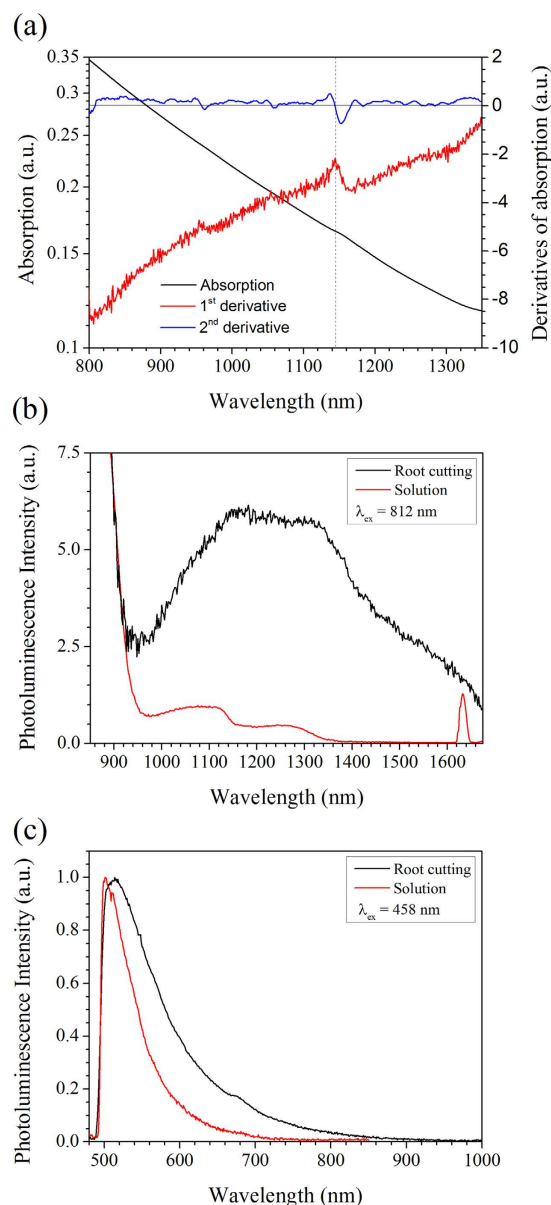 (a)
0.35
0.3
0.25
0.2
0.15
0.1
Absorption (a.u.)
2
0
-2
-4
-6
-8
-10
Derivatives of absorption (a.u.)
Absorption
1st derivative
2nd derivative
800 900 1000 1100 1200 1300
Wavelength (nm)
(b)
7.5
5.0
2.5
0.0
Photoluminescence Intensity (a.u.)
Root cutting
Solution
λex = 812 nm
900 1000 1100 1200 1300 1400 1500 1600
Wavelength (nm)
(c)
1.0
0.8
0.6
0.4
0.2
0.0
Photoluminescence Intensity (a.u.)
Root cutting
Solution
λex = 458 nm
500 600 700 800 900 1000
Wavelength (nm)